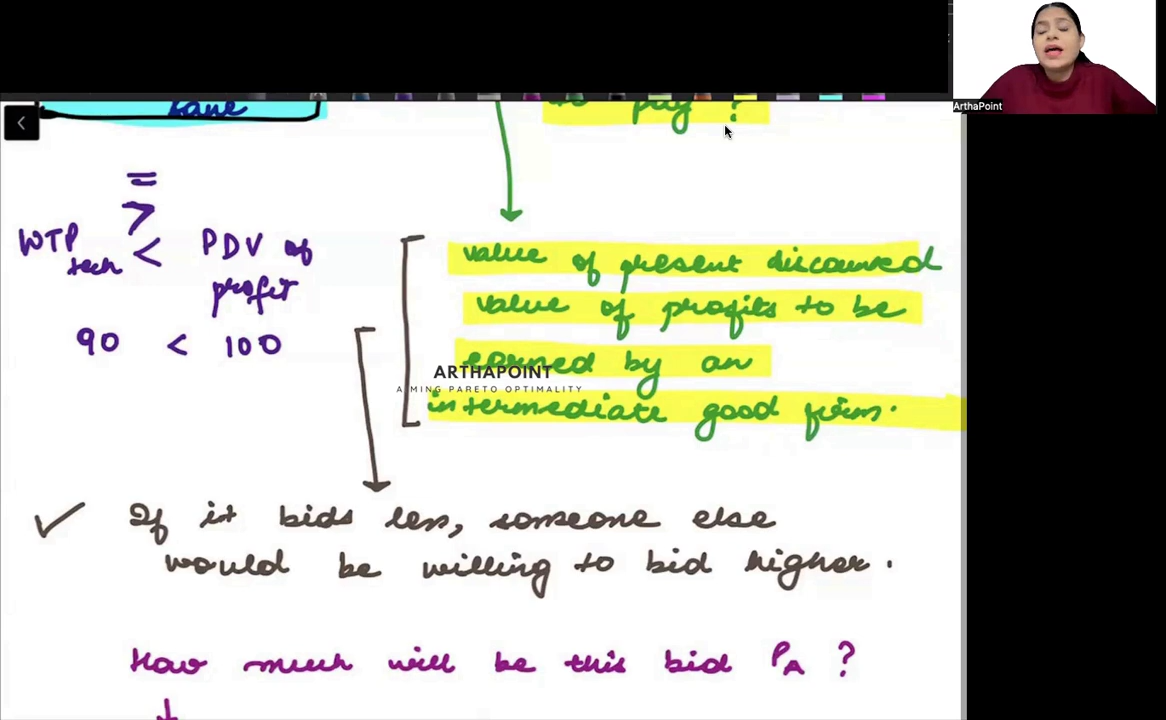 ArthaPoint
to pay ?
=
>
WTP tech < PDV of profit
90 < 100
value of present discounted
value of profits to be
earned by an
intermediate good firm.
ARTHAPOINT
AIMING PARETO OPTIMALITY
✓ If it bids less, someone else
would be willing to bid higher.
How much will be this bid PA ?